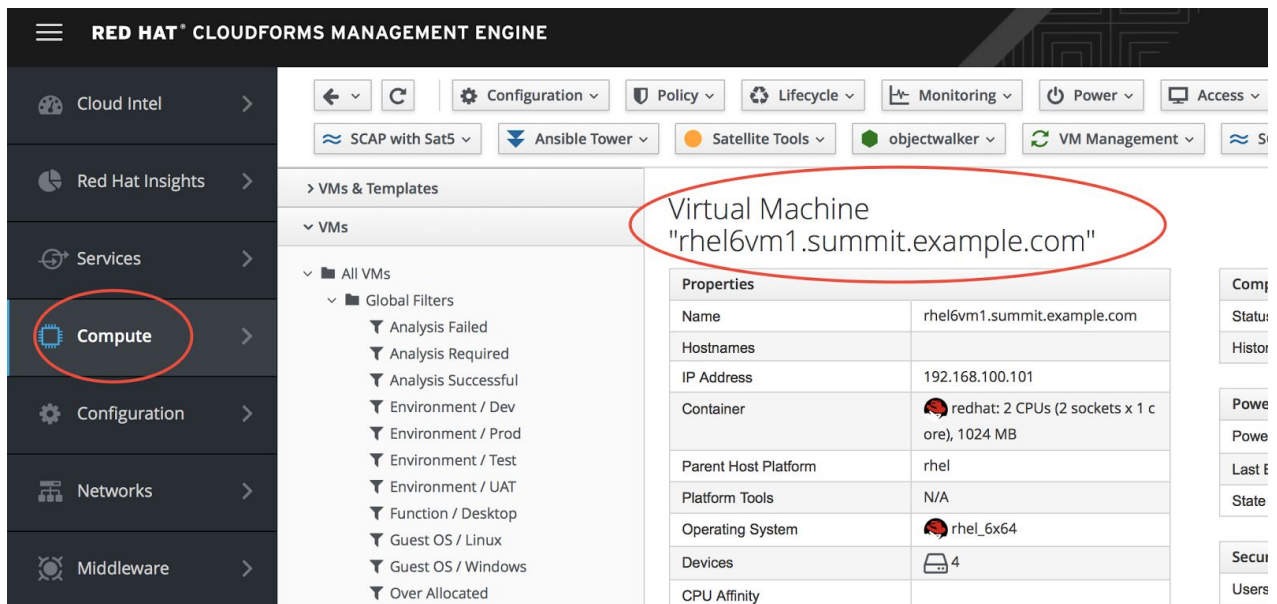 RED HAT® CLOUDFORMS MANAGEMENT ENGINE
Cloud Intel
Red Hat Insights
Services
Compute
Configuration
Networks
Middleware
Configuration
Policy
Lifecycle
Monitoring
Power
Access
SCAP with Sat5
Ansible Tower
Satellite Tools
objectwalker
VM Management
VMs & Templates
VMs
All VMs
Global Filters
Analysis Failed
Analysis Required
Analysis Successful
Environment / Dev
Environment / Prod
Environment / Test
Environment / UAT
Function / Desktop
Guest OS / Linux
Guest OS / Windows
Over Allocated
Virtual Machine
"rhel6vm1.summit.example.com"
Properties
Name rhel6vm1.summit.example.com
Hostnames
IP Address 192.168.100.101
Container redhat: 2 CPUs (2 sockets x 1 c
ore), 1024 MB
Parent Host Platform rhel
Platform Tools N/A
Operating System rhel_6x64
Devices 4
CPU Affinity
Comp
Status
Histor
Powe
Powe
Last E
State
Secur
Users